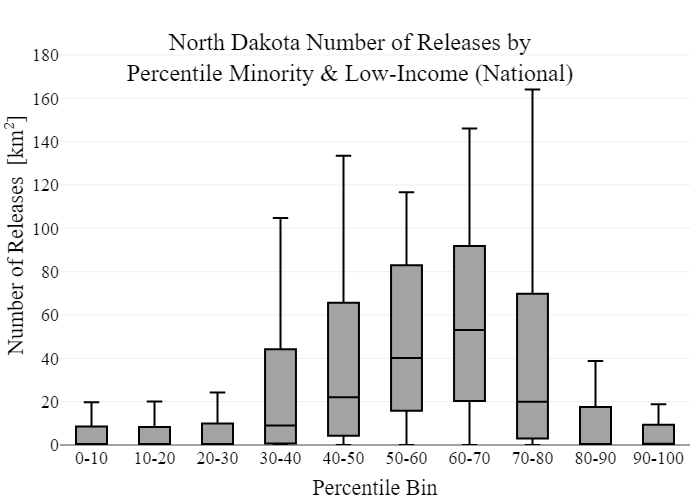 North Dakota Number of Releases by
Percentile Minority & Low-Income (National)
Number of Releases [km²]
180
160
140
120
100
80
60
40
20
0
0-10 10-20 20-30 30-40 40-50 50-60 60-70 70-80 80-90 90-100
Percentile Bin